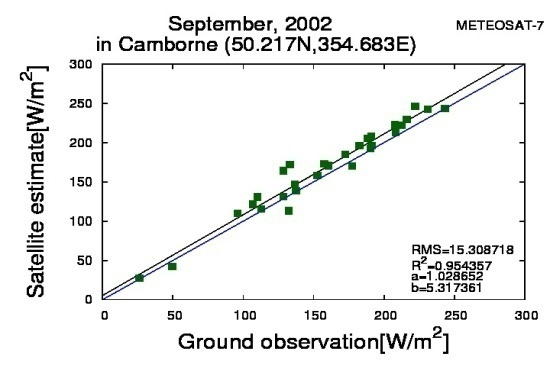 September, 2002
METEOSAT-7
in Camborne (50.217N,354.683E)
Satellite estimate[W/m²]
300
250
200
150
100
50
0
RMS=15.308718
R²=0.954357
a=1.028652
b=5.317361
0 50 100 150 200 250 300
Ground observation[W/m²]